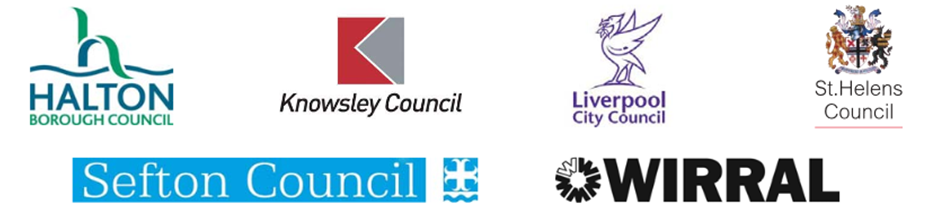 HALTON
BOROUGH COUNCIL
Knowsley Council
Liverpool
City Council
St.Helens
Council
Sefton Council
WIRRAL